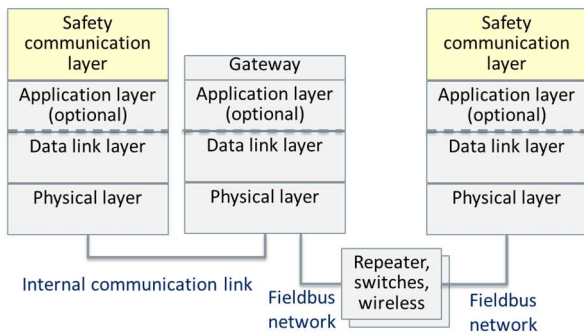 Safety
communication
layer
Application layer
(optional)
Data link layer
Physical layer
Gateway
Application layer
(optional)
Data link layer
Physical layer
Safety
communication
layer
Application layer
(optional)
Data link layer
Physical layer
Internal communication link
Fieldbus
network
Repeater,
switches,
wireless
Fieldbus
network